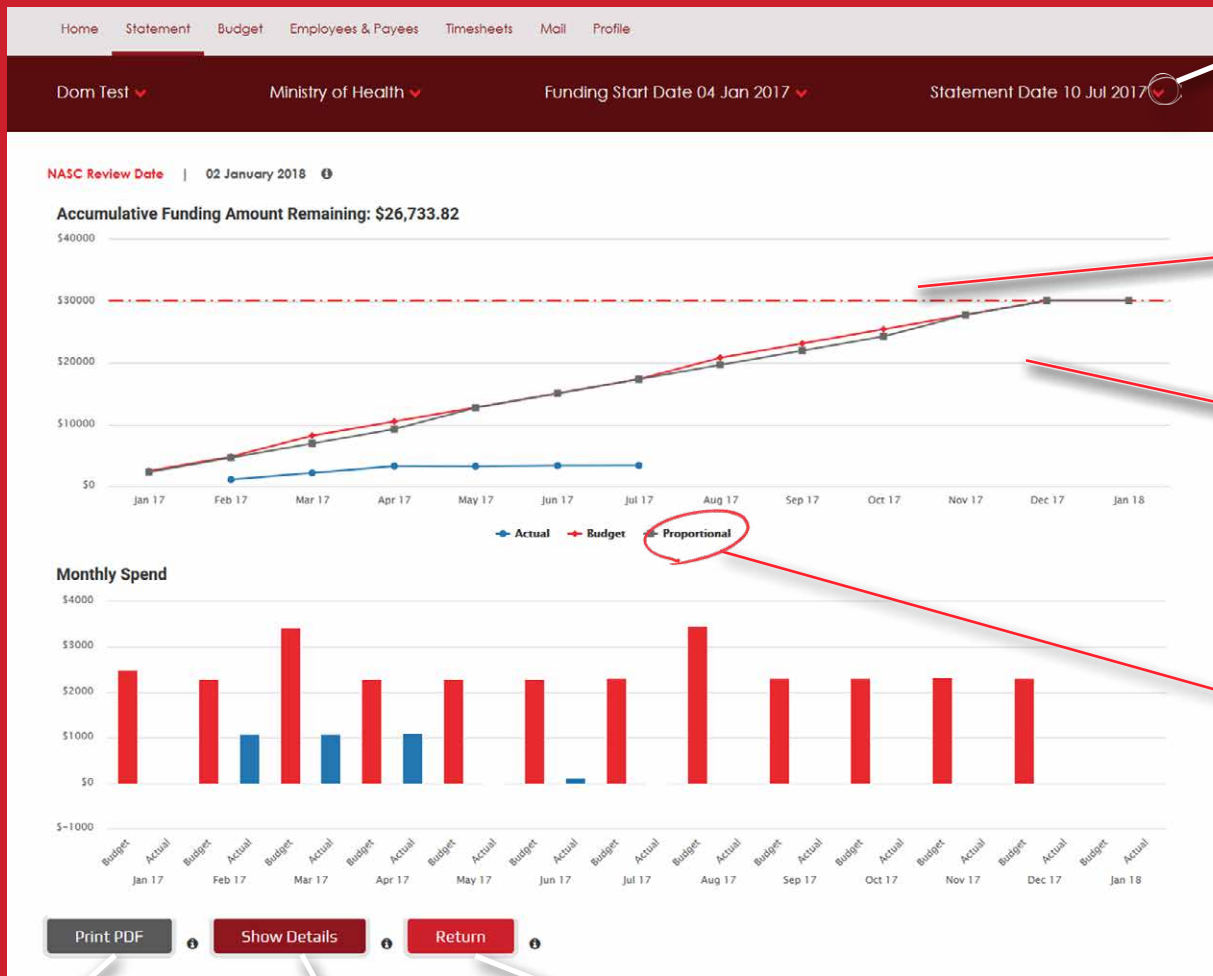 Home Statement Budget Employees & Payees Timesheets Mail Profile
Dom Test Ministry of Health Funding Start Date 04 Jan 2017 Statement Date 10 Jul 2017
NASC Review Date | 02 January 2018
Accumulative Funding Amount Remaining: $26,733.82
$40000
$30000
$20000
$10000
$0
Jan 17 Feb 17 Mar 17 Apr 17 May 17 Jun 17 Jul 17 Aug 17 Sep 17 Oct 17 Nov 17 Dec 17 Jan 18
Actual Budget Proportional
Monthly Spend
$4000
$3000
$2000
$1000
$0
$-1000
Budget Actual Budget Actual Budget Actual Budget Actual Budget Actual Budget Actual Budget Actual Budget Actual Budget Actual Budget Actual Budget Actual Budget Actual Budget Actual
Jan 17 Feb 17 Mar 17 Apr 17 May 17 Jun 17 Jul 17 Aug 17 Sep 17 Oct 17 Nov 17 Dec 17 Jan 18
Print PDF Show Details Return